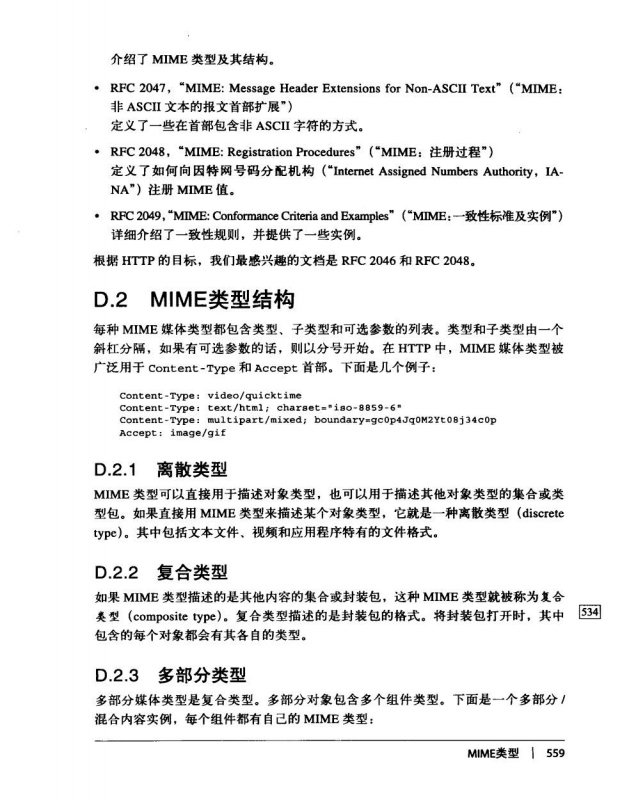 介绍了 MIME 类型及其结构。
• RFC 2047，“MIME: Message Header Extensions for Non-ASCII Text”（“MIME：
非 ASCII 文本的报文首部扩展”）
定义了一些在首部包含非 ASCII 字符的方式。
• RFC 2048，“MIME: Registration Procedures”（“MIME：注册过程”）
定义了如何向因特网号码分配机构（“Internet Assigned Numbers Authority，IA-
NA”）注册 MIME 值。
• RFC 2049，“MIME: Conformance Criteria and Examples”（“MIME：一致性标准及实例”）
详细介绍了一致性规则，并提供了一些实例。
根据 HTTP 的目标，我们最感兴趣的文档是 RFC 2046 和 RFC 2048。
D.2 MIME类型结构
每种 MIME 媒体类型都包含类型、子类型和可选参数的列表。类型和子类型由一个
斜杠分隔，如果有可选参数的话，则以分号开始。在 HTTP 中，MIME 媒体类型被
广泛用于 Content-Type 和 Accept 首部。下面是几个例子：
Content-Type: video/quicktime
Content-Type: text/html; charset="iso-8859-6"
Content-Type: multipart/mixed; boundary=gc0p4Jq0M2Yt08j34c0p
Accept: image/gif
D.2.1 离散类型
MIME 类型可以直接用于描述对象类型，也可以用于描述其他对象类型的集合或类
型包。如果直接用 MIME 类型来描述某个对象类型，它就是一种离散类型（discrete
type）。其中包括文本文件、视频和应用程序特有的文件格式。
D.2.2 复合类型
如果 MIME 类型描述的是其他内容的集合或封装包，这种 MIME 类型就被称为复合
类型（composite type）。复合类型描述的是封装包的格式。将封装包打开时，其中
534
包含的每个对象都会有其各自的类型。
D.2.3 多部分类型
多部分媒体类型是复合类型。多部分对象包含多个组件类型。下面是一个多部分 /
混合内容实例，每个组件都有自己的 MIME 类型：
MIME类型 | 559